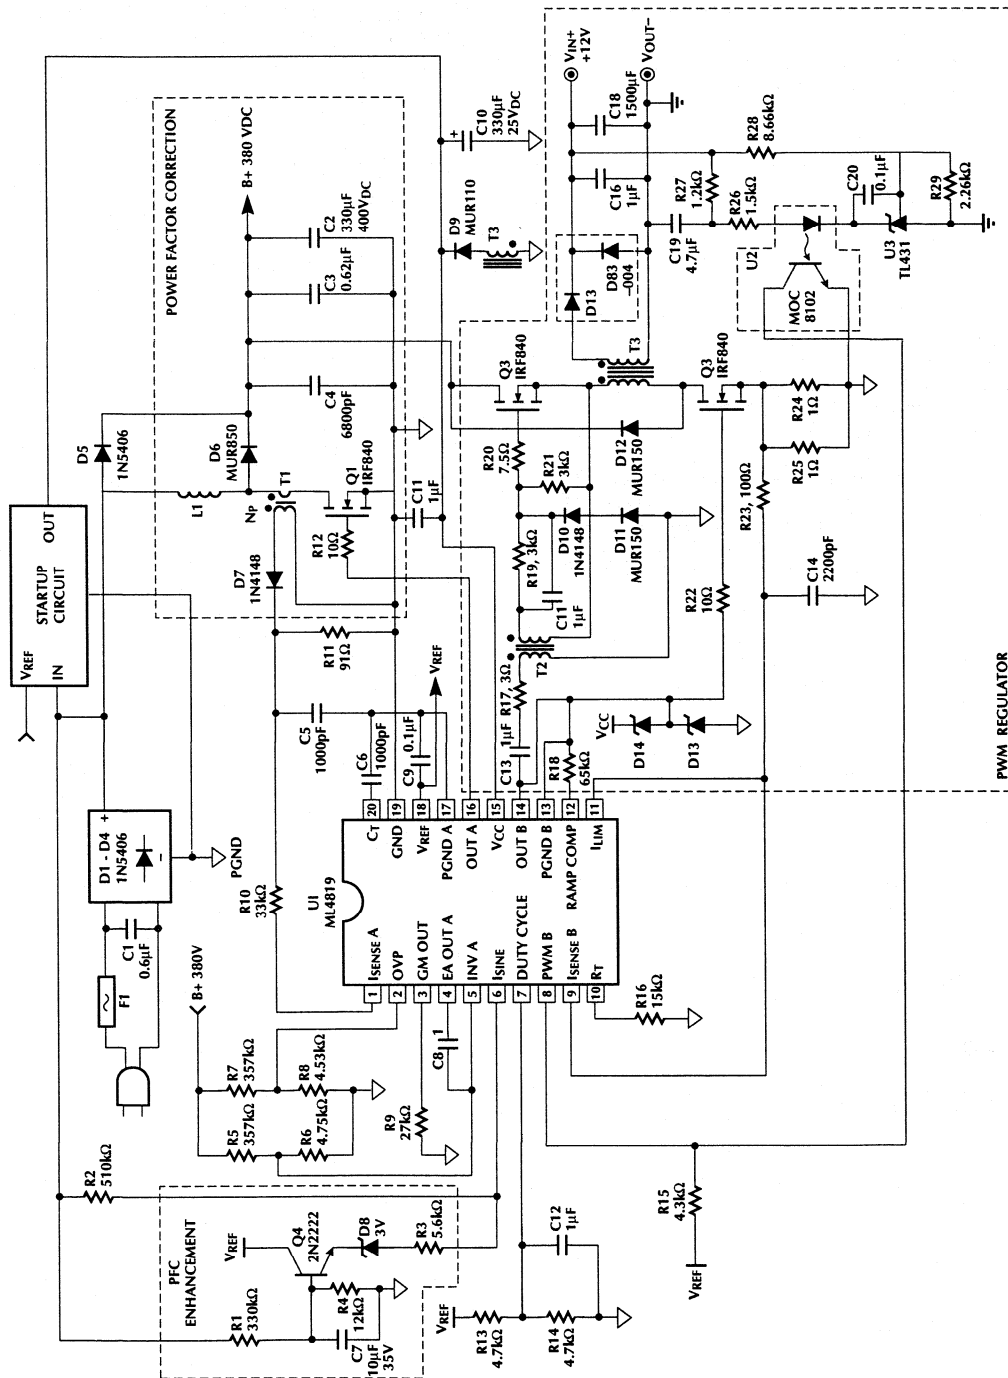 STARTUP
CIRCUIT
VREF
IN
OUT
D1 - D4
1N5406
+
–
PGND
C1
0.6µF
F1
B+ 380V
R7
357kΩ
R8
4.53kΩ
R5
357kΩ
R6
4.75kΩ
R2
510kΩ
PFC
ENHANCEMENT
VREF
Q4
2N2222
D8
3V
R3
5.6kΩ
R1
330kΩ
R4
12kΩ
C7
10µF
35V
VREF
R13
4.7kΩ
R14
4.7kΩ
C12
1µF
R15
4.3kΩ
VREF
R16
15kΩ
R9
27kΩ
C8
1
R10
33kΩ
UI
ML4819
1
ISENSE A
2
OVP
3
GM OUT
4
EA OUT A
5
INV A
6
ISINE
7
DUTY CYCLE
8
PWM B
9
ISENSE B
10
RT
20
CT
19
GND
18
VREF
17
PGND A
16
OUT A
15
VCC
14
OUT B
13
PGND B
12
RAMP COMP
11
ILIM
C5
1000pF
C6
1000pF
C9
0.1µF
VREF
R11
91Ω
POWER FACTOR CORRECTION
D5
1N5406
L1
D6
MUR850
NP
T1
D7
1N4148
R12
10Ω
Q1
IRF840
B+ 380 VDC
C2
330µF
400VDC
C3
0.62µF
C4
6800pF
C11
1µF
C10
330µF
25VDC
+
D9
MUR110
T3
PWM REGULATOR
C13
1µF
R17, 3Ω
T2
C11
1µF
R19, 3kΩ
R20
7.5Ω
R21
3kΩ
D10
1N4148
D11
MUR150
D12
MUR150
Q3
IRF840
T3
D13
D83
–004
C16
1µF
C18
1500µF
VIN+
+12V
VOUT–
R18
65kΩ
VCC
D14
D13
R22
10Ω
Q3
IRF840
R23, 100Ω
R24
1Ω
R25
1Ω
C14
2200pF
C19
4.7µF
R27
1.2kΩ
R26
1.5kΩ
R28
8.66kΩ
U2
MOC
8102
C20
0.1µF
U3
TL431
R29
2.26kΩ